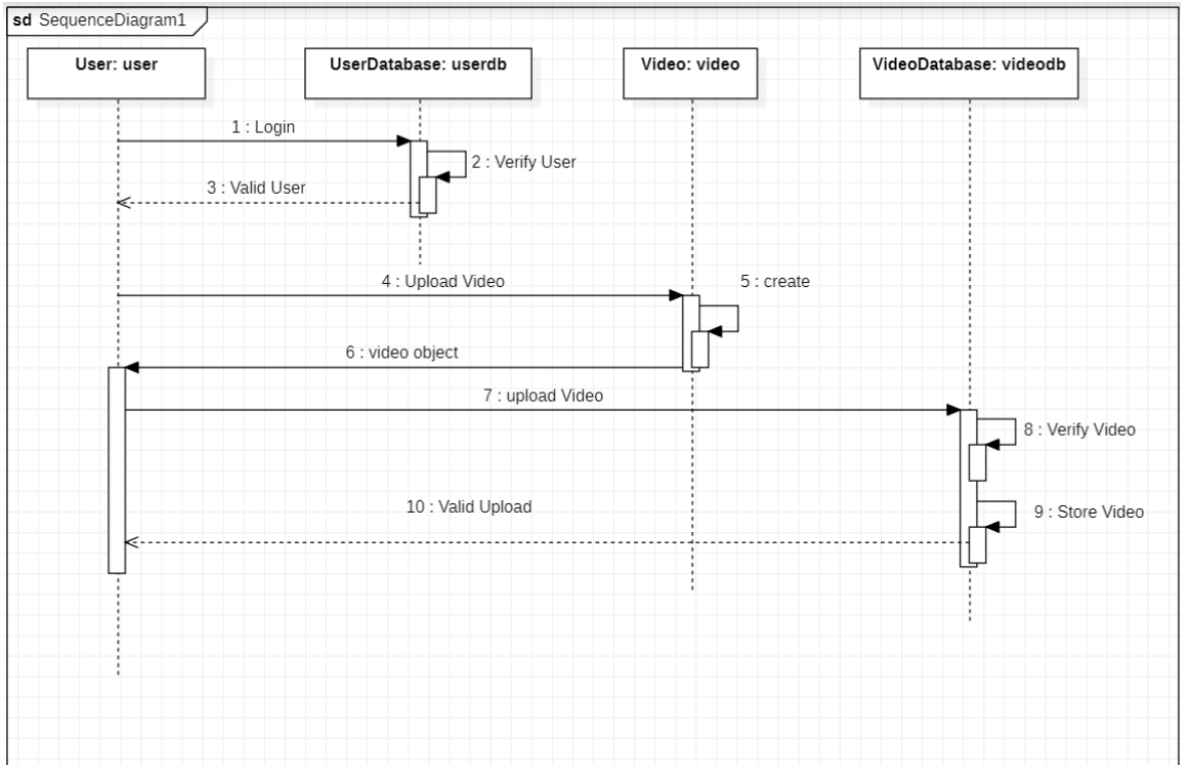 sd SequenceDiagram1
User: user
UserDatabase: userdb
Video: video
VideoDatabase: videodb
1 : Login
2 : Verify User
3 : Valid User
4 : Upload Video
5 : create
6 : video object
7 : upload Video
8 : Verify Video
10 : Valid Upload
9 : Store Video